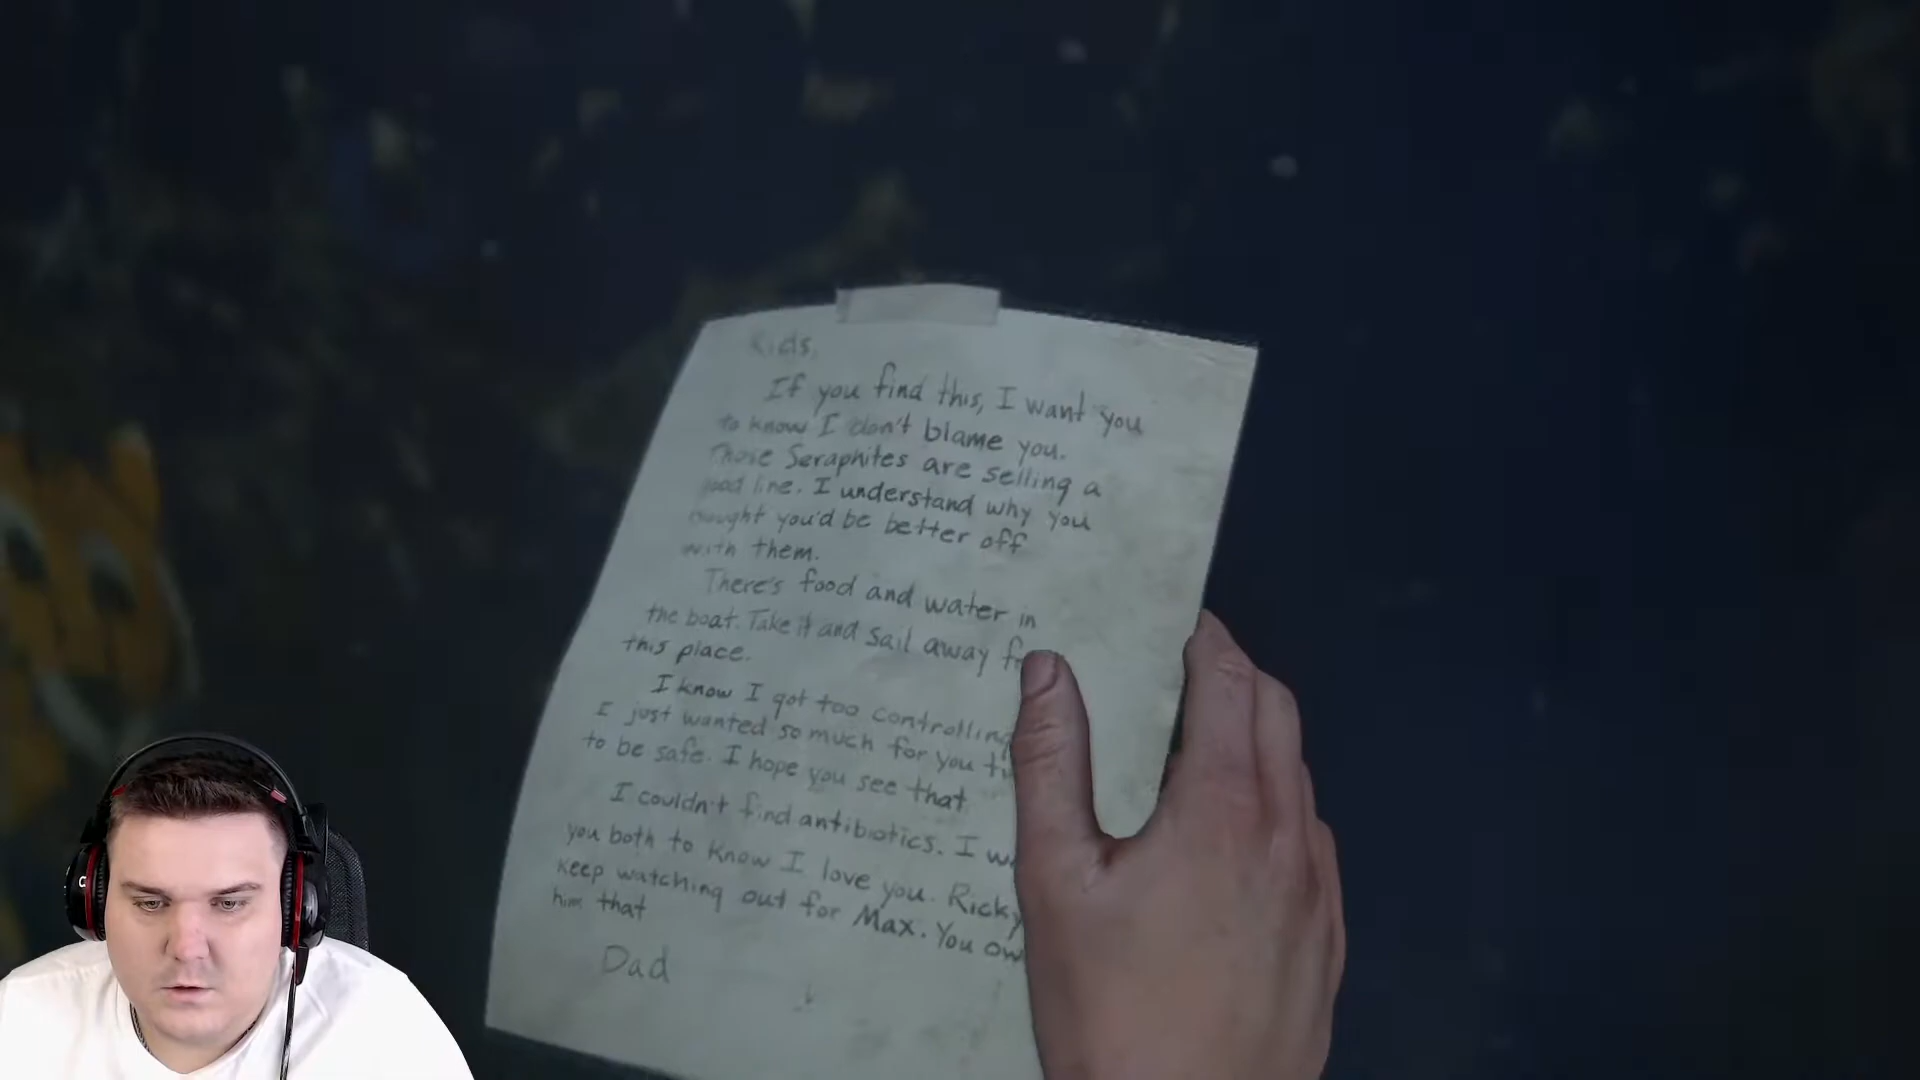 Kids,
If you find this, I want you
to know I don't blame you.
Those Seraphites are selling a
good line. I understand why you
thought you'd be better off
with them.
There's food and water in
the boat. Take it and sail away
this place.
I know I got too controlling
I just wanted so much for you
to be safe. I hope you see that
I couldn't find antibiotics. I
you both to know I love you. Ricky
keep watching out for Max. You
him that
Dad